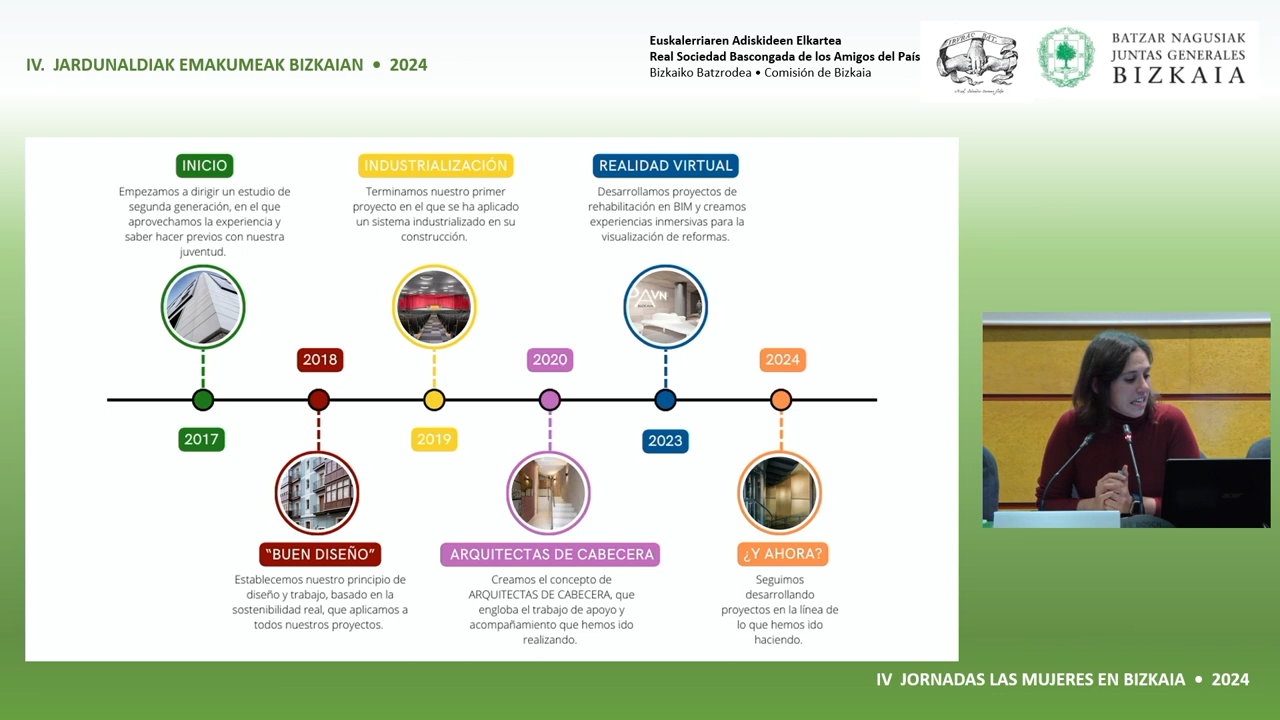 IV. JARDUNALDIAK EMAKUMEAK BIZKAIAN • 2024
Euskalerriaren Adiskideen Elkartea
Real Sociedad Bascongada de los Amigos del País
Bizkaiko Batzrodea • Comisión de Bizkaia
BATZAR NAGUSIAK
JUNTAS GENERALES
BIZKAIA
INICIO
Empezamos a dirigir un estudio de
segunda generación, en el que
aprovechamos la experiencia y
saber hacer previos con nuestra
juventud.
INDUSTRIALIZACIÓN
Terminamos nuestro primer
proyecto en el que se ha aplicado
un sistema industrializado en su
construcción.
REALIDAD VIRTUAL
Desarrollamos proyectos de
rehabilitación en BIM y creamos
experiencias inmersivas para la
visualización de reformas.
2018
2020
2024
2017
2019
2023
"BUEN DISEÑO"
Establecemos nuestro principio de
diseño y trabajo, basado en la
sostenibilidad real, que aplicamos a
todos nuestros proyectos.
ARQUITECTAS DE CABECERA
Creamos el concepto de
ARQUITECTAS DE CABECERA, que
engloba el trabajo de apoyo y
acompañamiento que hemos ido
realizando.
¿Y AHORA?
Seguimos
desarrollando
proyectos en la línea de
lo que hemos ido
haciendo.
IV JORNADAS LAS MUJERES EN BIZKAIA • 2024